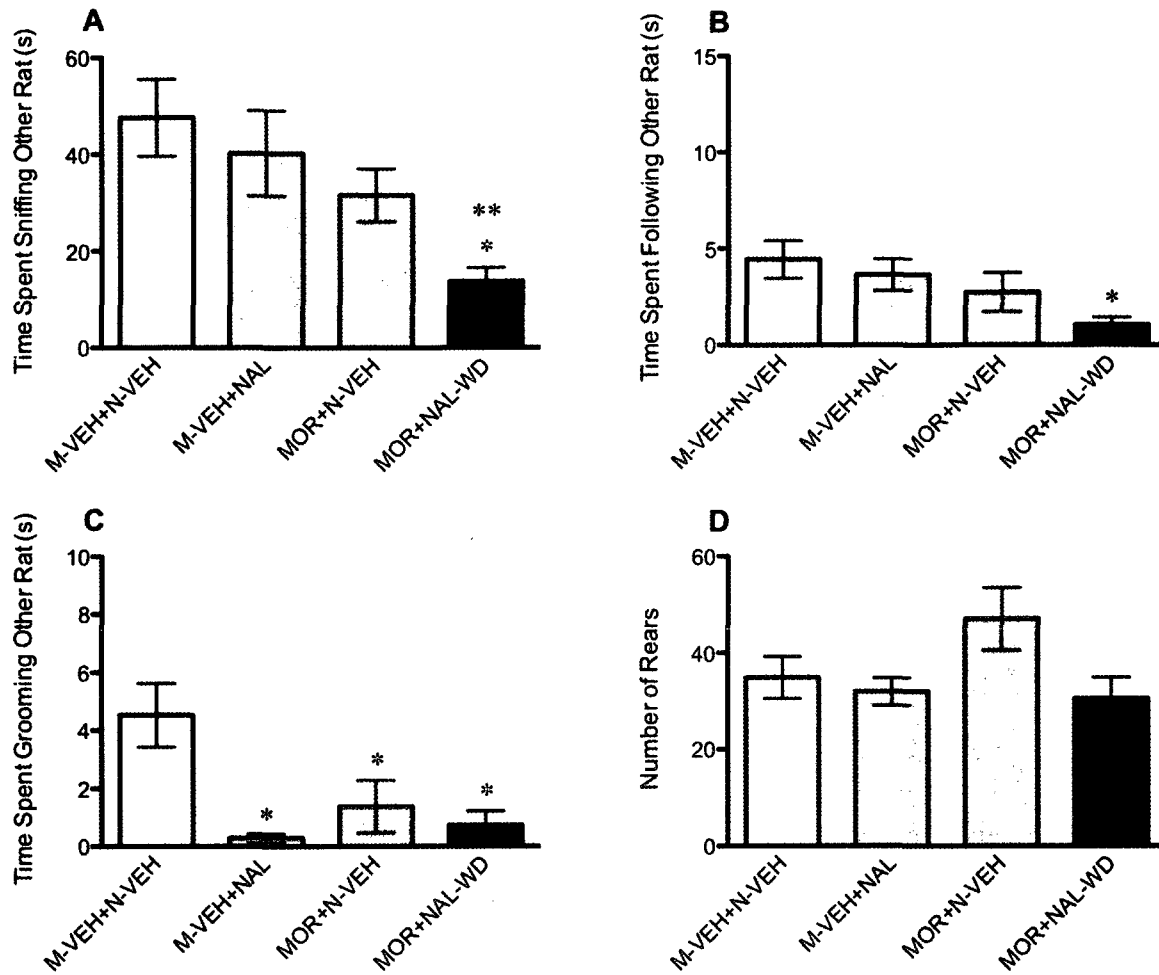 A
Time Spent Sniffing Other Rat (s)
60
40
20
0
**
*
M-VEH+N-VEH
M-VEH+NAL
MOR+N-VEH
MOR+NAL-WD
B
Time Spent Following Other Rat (s)
15
10
5
0
*
M-VEH+N-VEH
M-VEH+NAL
MOR+N-VEH
MOR+NAL-WD
C
Time Spent Grooming Other Rat (s)
10
8
6
4
2
0
*
*
*
M-VEH+N-VEH
M-VEH+NAL
MOR+N-VEH
MOR+NAL-WD
D
Number of Rears
60
40
20
0
M-VEH+N-VEH
M-VEH+NAL
MOR+N-VEH
MOR+NAL-WD